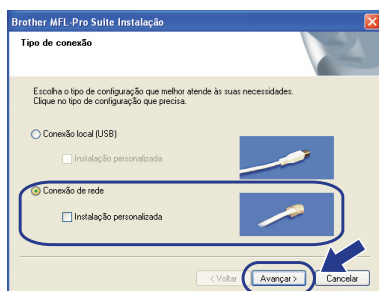 Brother MFL-Pro Suite Instalação
Tipo de conexão
Escolha o tipo de configuração que melhor atende às suas necessidades.
Clique no tipo de configuração que precisa.
Conexão local (USB)
Instalação personalizada
Conexão de rede
Instalação personalizada
< Voltar
Avançar >
Cancelar